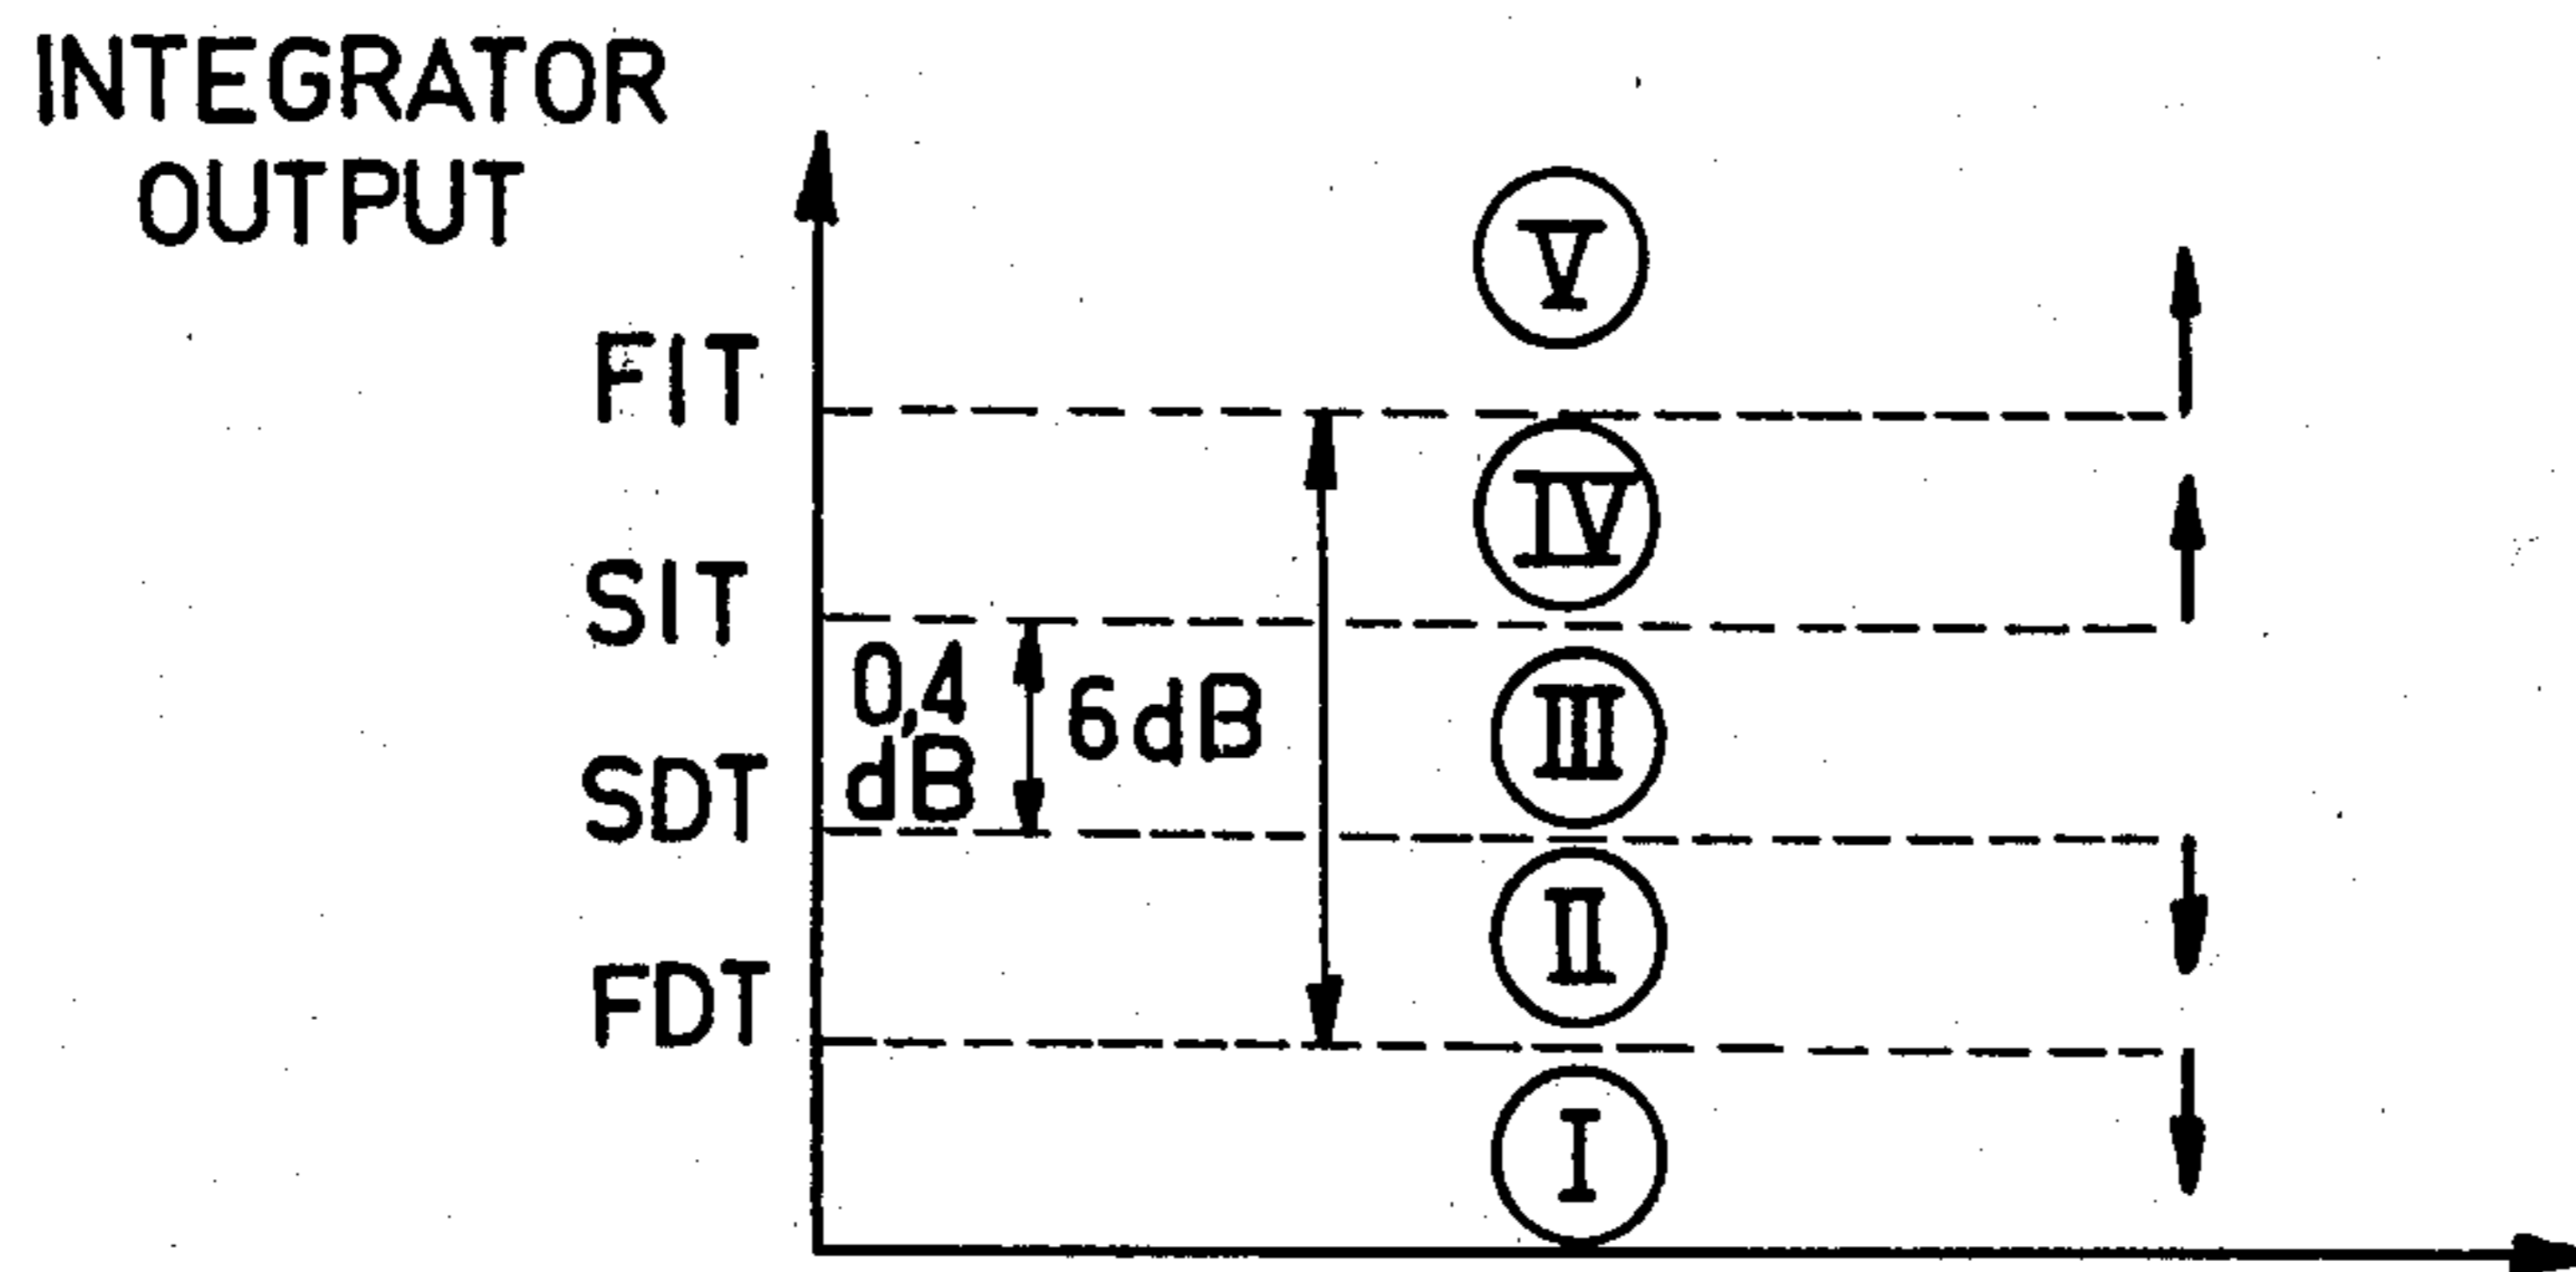 INTEGRATOR
OUTPUT
V
FIT
IV
SIT
0,4
dB
6dB
III
SDT
II
FDT
I